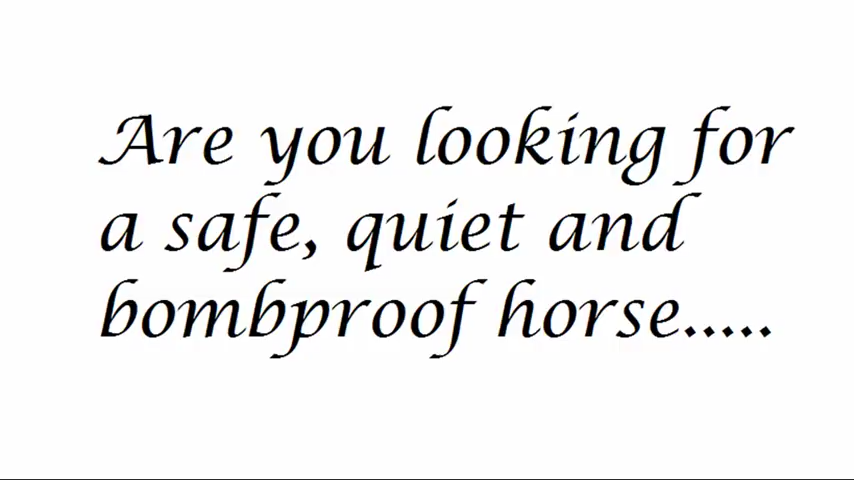 Are you looking for
a safe, quiet and
bombproof horse.....